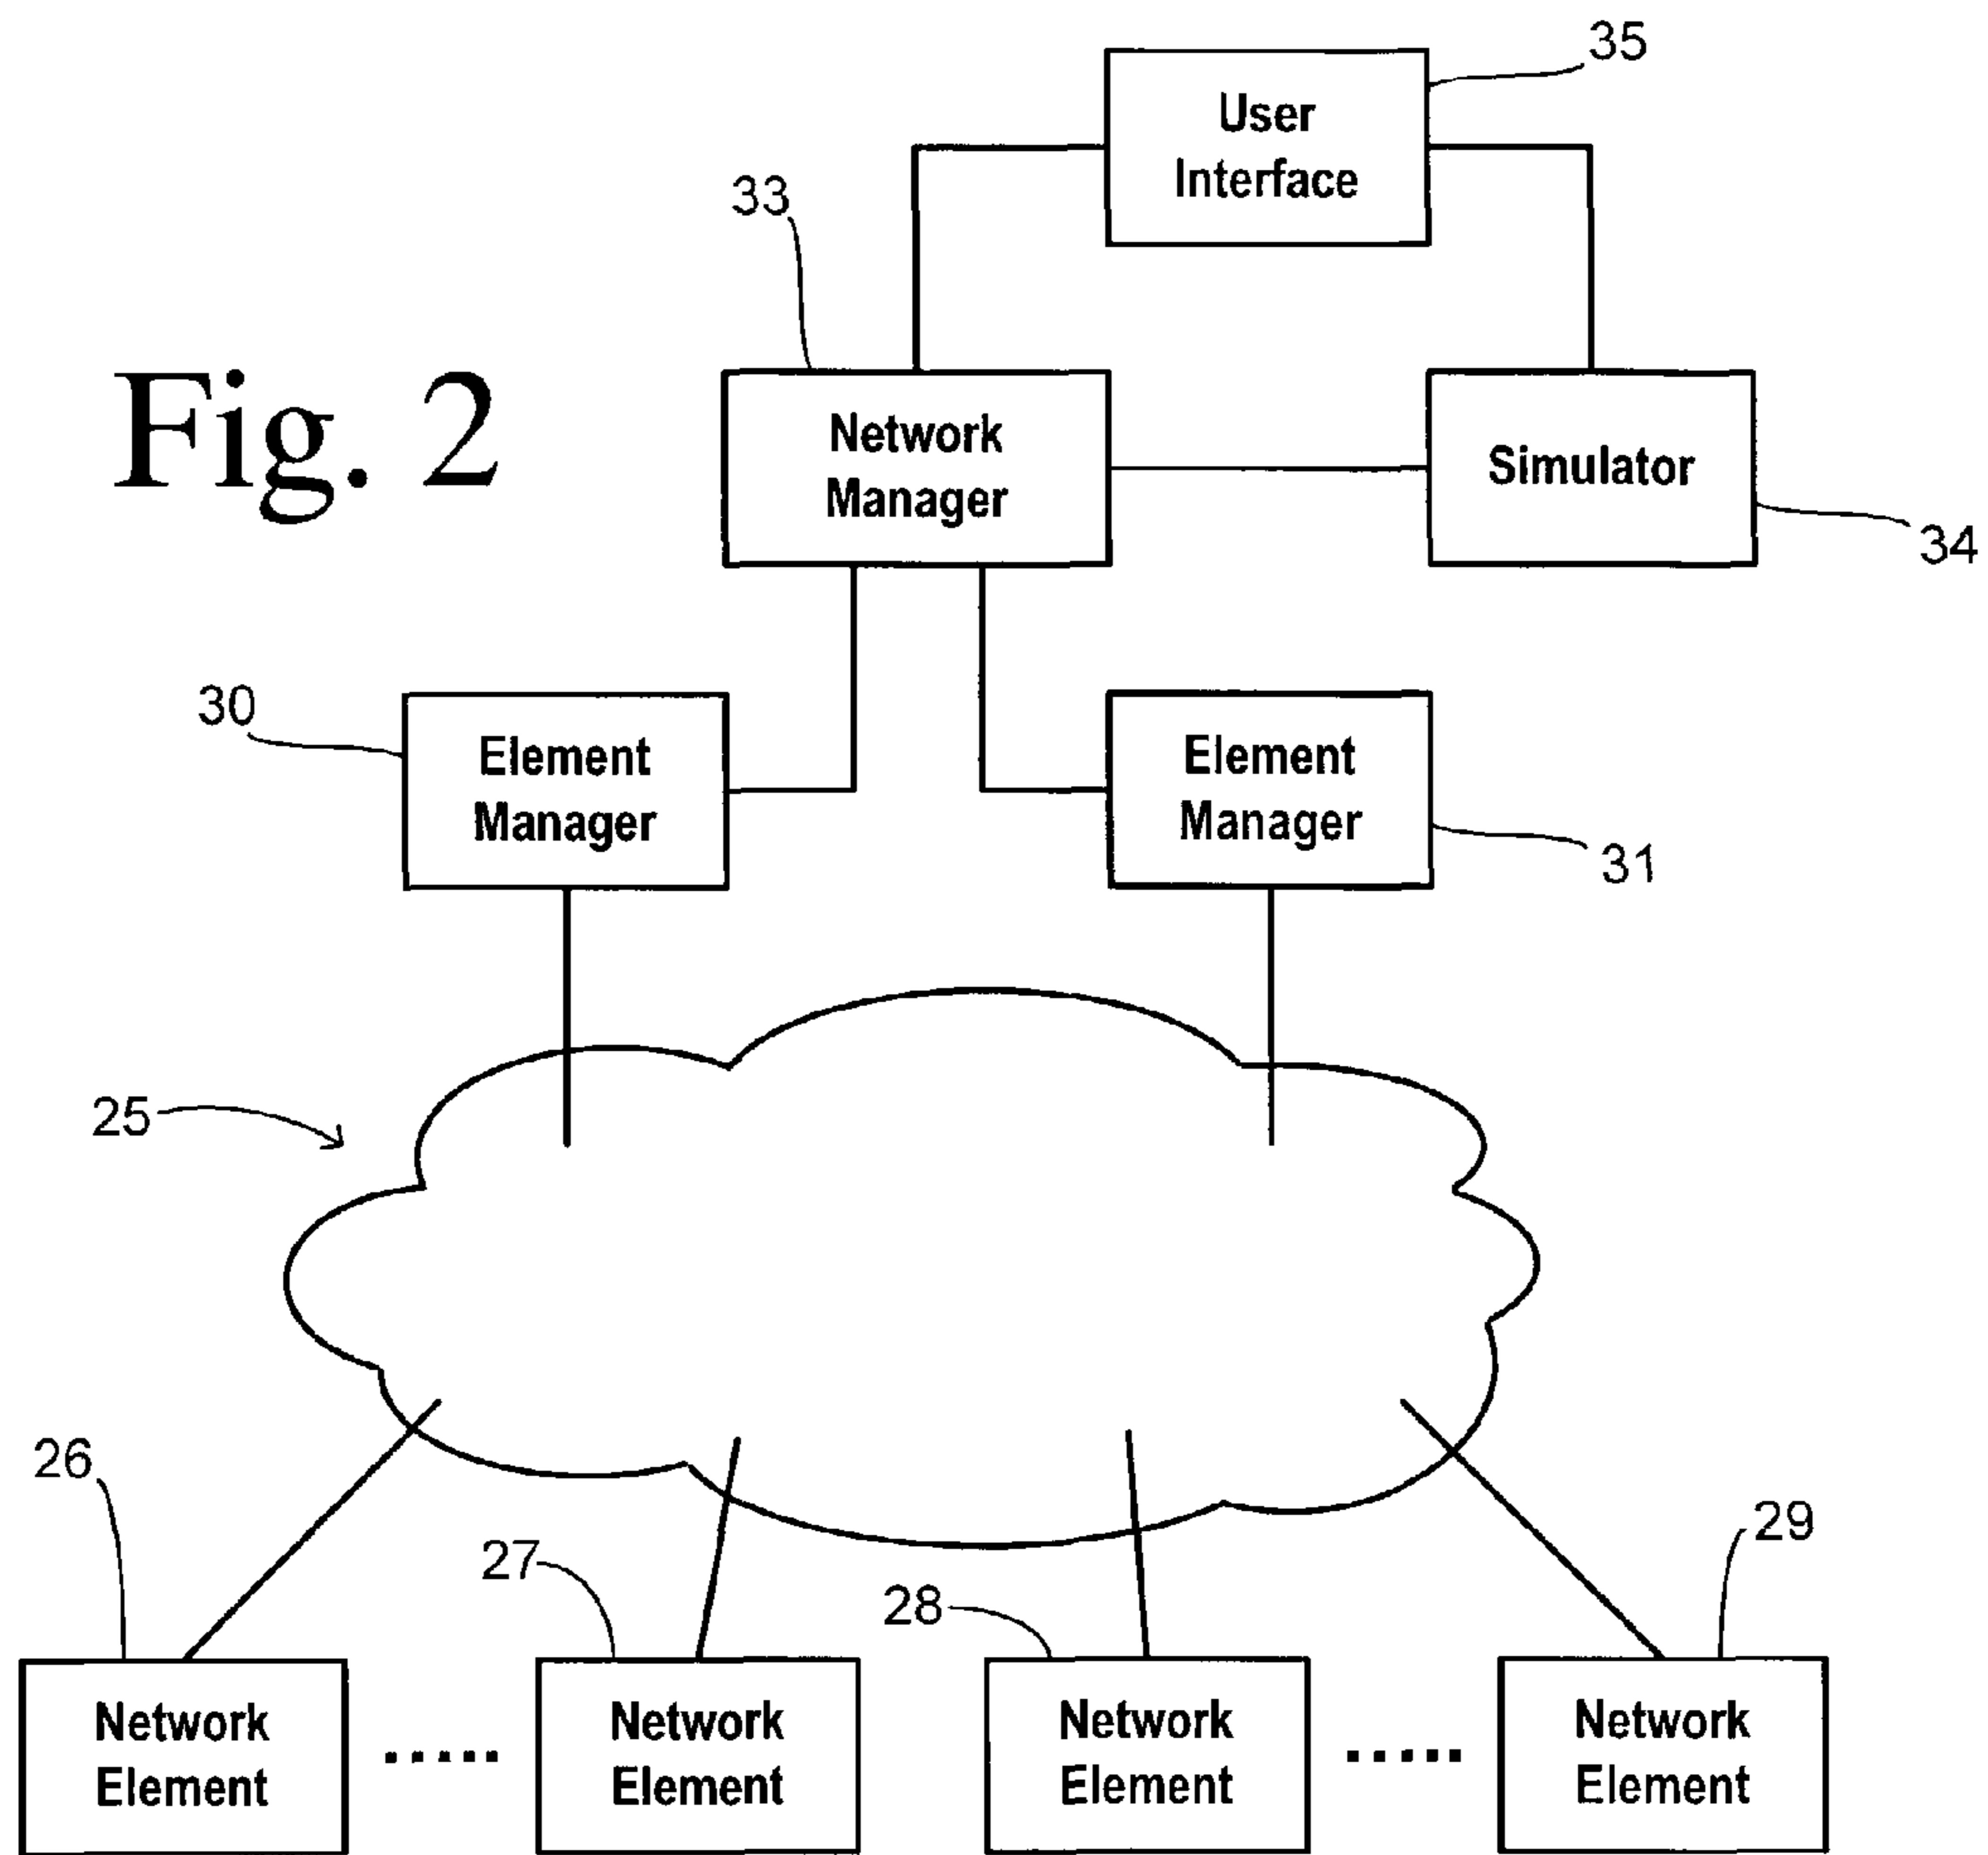 35
User
Interface
33
Fig. 2
Network
Manager
Simulator
34
30
Element
Manager
Element
Manager
31
25
26
27
28
29
Network
Element
.....
Network
Element
Network
Element
.....
Network
Element